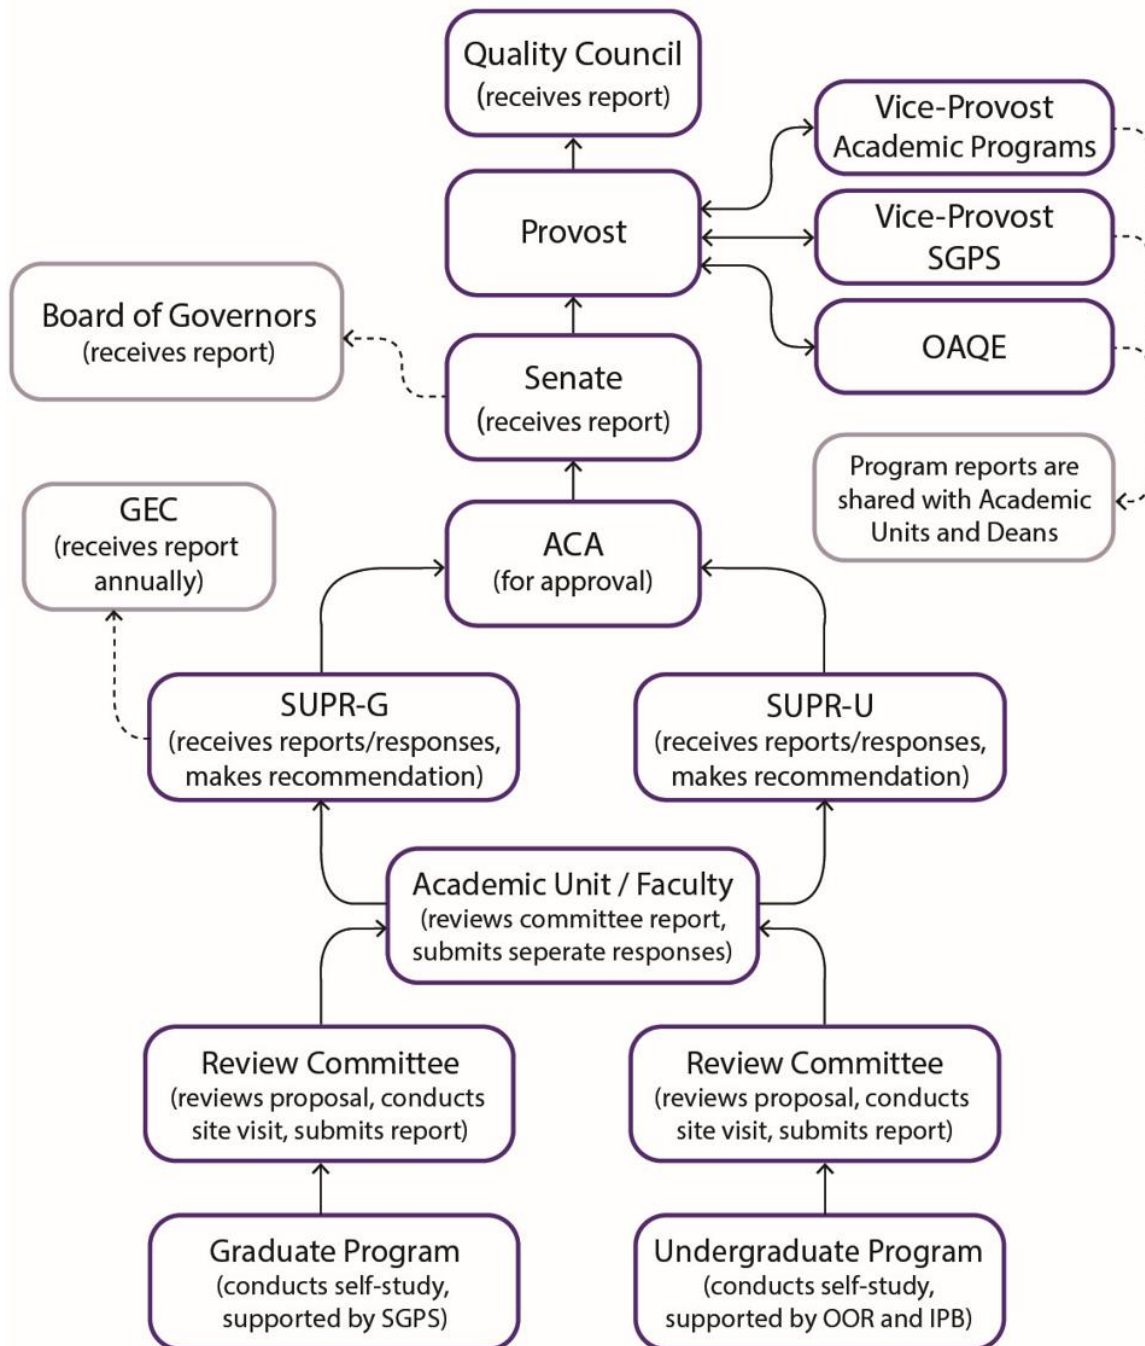 Quality Council
(receives report)
Vice-Provost
Academic Programs
Provost
Vice-Provost
SGPS
Board of Governors
(receives report)
OAQE
Senate
(receives report)
Program reports are
shared with Academic
Units and Deans
GEC
(receives report
annually)
ACA
(for approval)
SUPR-G
(receives reports/responses,
makes recommendation)
SUPR-U
(receives reports/responses,
makes recommendation)
Academic Unit / Faculty
(reviews committee report,
submits seperate responses)
Review Committee
(reviews proposal, conducts
site visit, submits report)
Review Committee
(reviews proposal, conducts
site visit, submits report)
Graduate Program
(conducts self-study,
supported by SGPS)
Undergraduate Program
(conducts self-study,
supported by OOR and IPB)